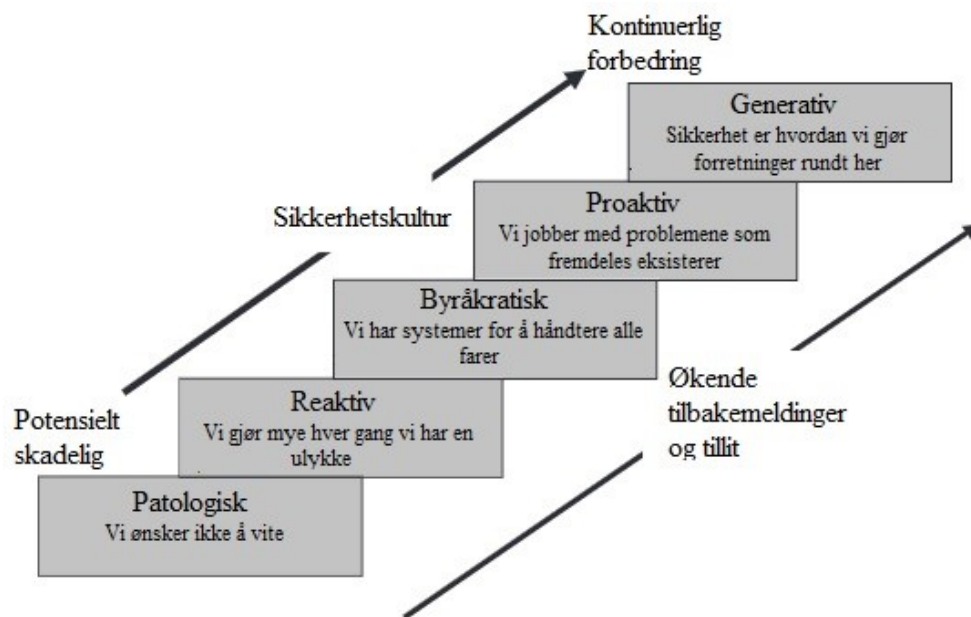 Kontinuerlig
forbedring
Generativ
Sikkerhet er hvordan vi gjør
forretninger rundt her
Sikkerhetskultur
Proaktiv
Vi jobber med problemene som
fremdeles eksisterer
Byråkratisk
Vi har systemer for å håndtere alle
farer
Økende
tilbakemeldinger
og tillit
Potensielt
skadelig
Reaktiv
Vi gjør mye hver gang vi har en
ulykke
Patologisk
Vi ønsker ikke å vite